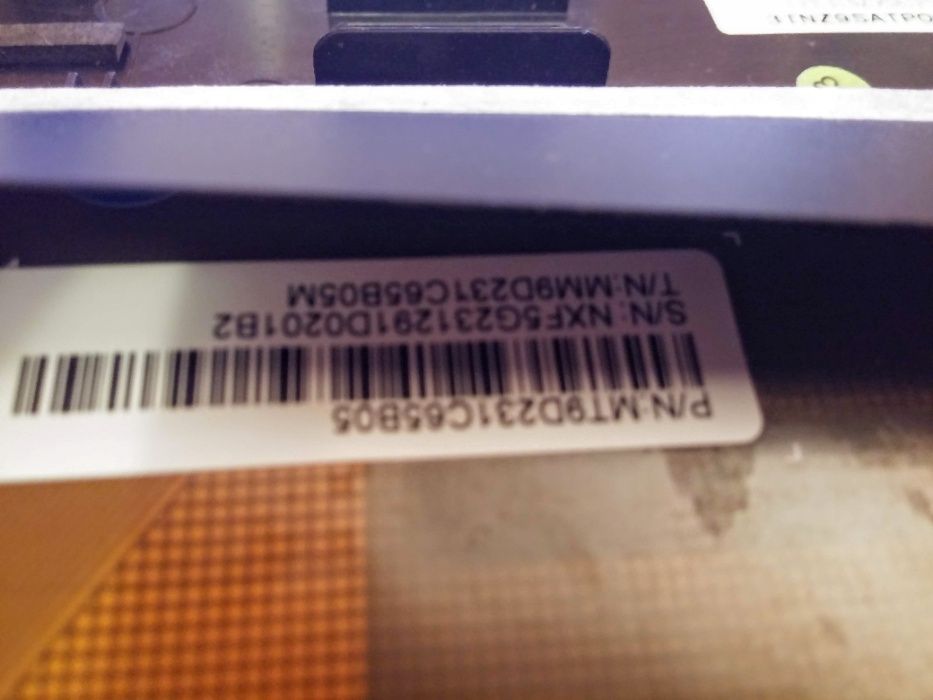 P/N:MT9D231C65B05
S/N: NXF5G231291D0201B2
T/N:MM9D231C65B05M